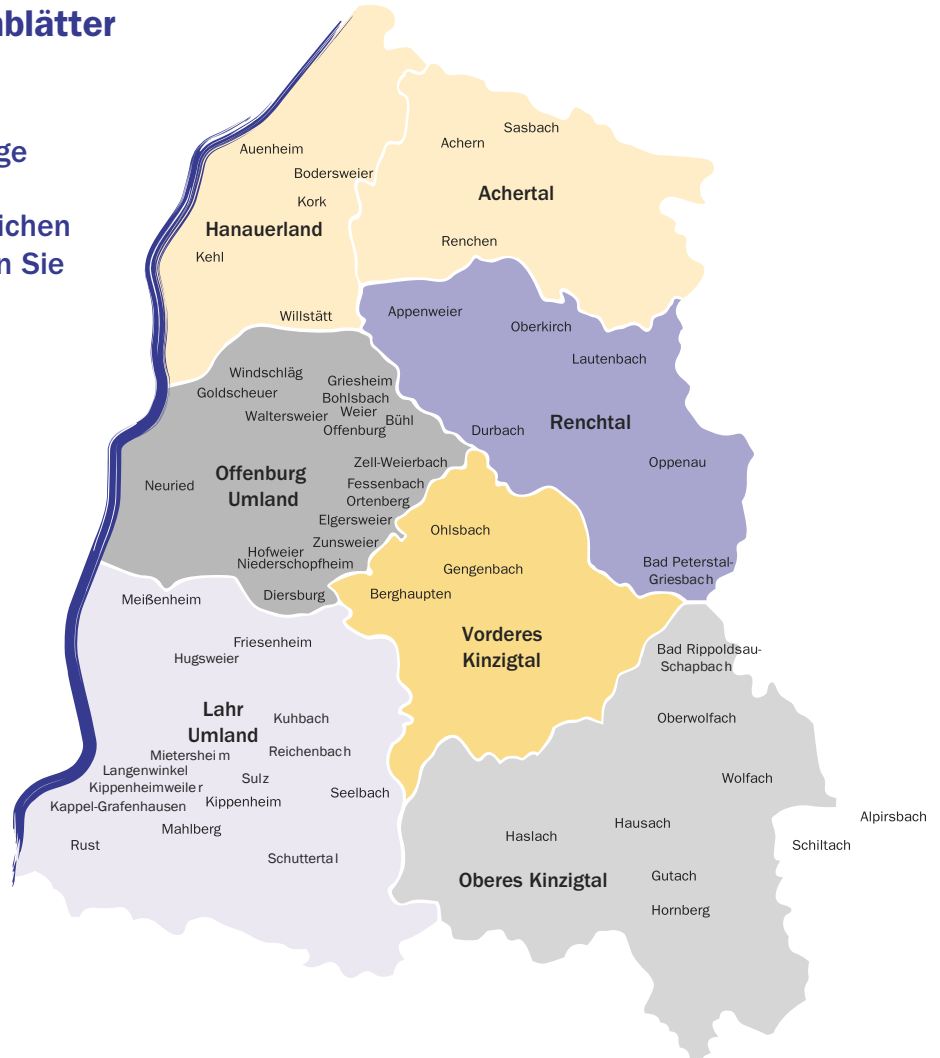 blätter
ge
ichen
n Sie
Auenheim
Bodersweier
Kork
Hanauerland
Kehl
Willstätt
Sasbach
Achern
Achertal
Renchen
Appenweier
Oberkirch
Lautenbach
Renchtal
Durbach
Oppenau
Bad Peterstal-
Griesbach
Windschläg
Goldscheuer
Griesheim
Bohlsbach
Waltersweier
Weier
Bühl
Offenburg
Zell-Weierbach
Offenburg
Umland
Neuried
Fessenbach
Ortenberg
Elgersweier
Zunsweier
Hofweier
Niederschopfheim
Diersburg
Ohlsbach
Gengenbach
Berghaupten
Vorderes
Kinzigtal
Meißenheim
Friesenheim
Hugsweier
Lahr
Umland
Kuhbach
Mietersheim
Reichenbach
Langenwinkel
Sulz
Kippenheimweiler
Seelbach
Kappel-Grafenhausen
Kippenheim
Mahlberg
Rust
Schuttertal
Bad Rippoldsau-
Schapbach
Oberwolfach
Wolfach
Alpirsbach
Hausach
Haslach
Schiltach
Oberes Kinzigtal
Gutach
Hornberg